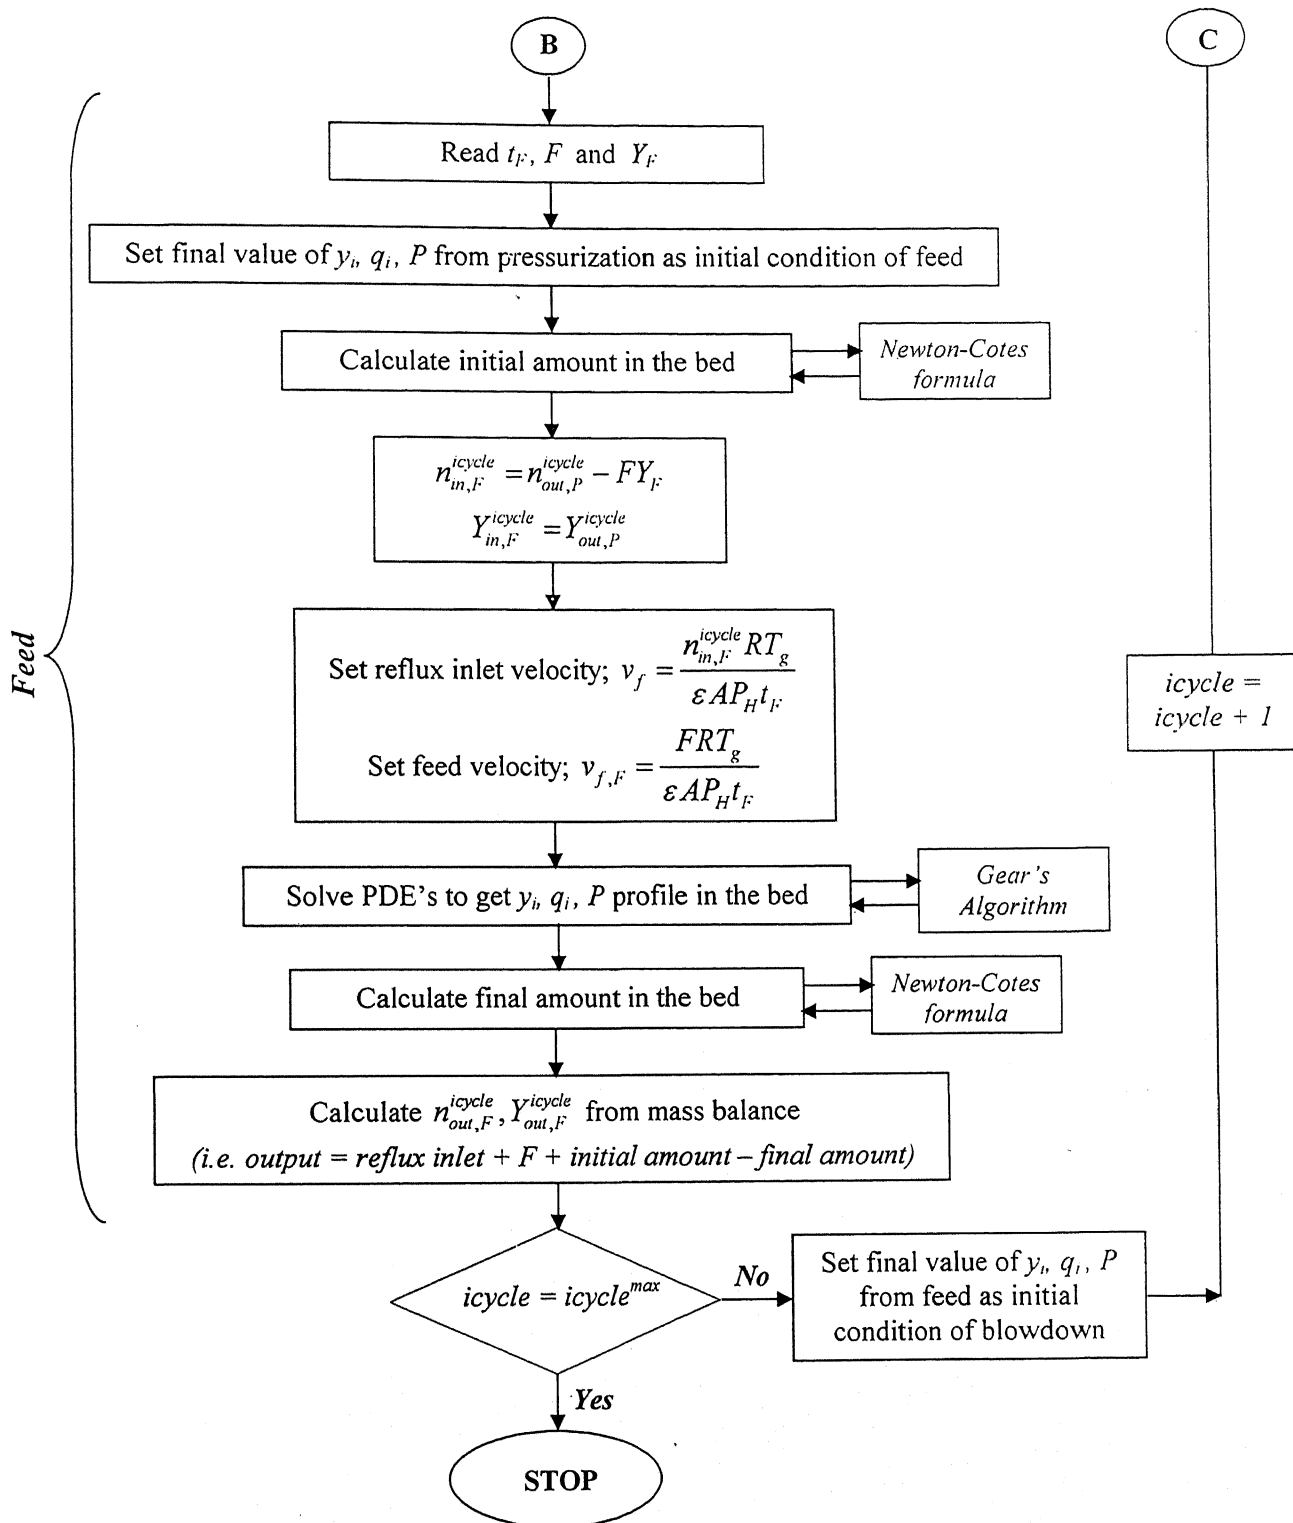 B
C
Read t_F, F and Y_F
Set final value of y_i, q_i, P from pressurization as initial condition of feed
Calculate initial amount in the bed
Newton-Cotes
formula
n_{in,F}^{icycle} = n_{out,P}^{icycle} − FY_F
Y_{in,F}^{icycle} = Y_{out,P}^{icycle}
Feed
Set reflux inlet velocity; v_f = \frac{n_{in,F}^{icycle} RT_g}{εAP_H t_F}
Set feed velocity; v_{f,F} = \frac{FRT_g}{εAP_H t_F}
icycle =
icycle + 1
Solve PDE's to get y_i, q_i, P profile in the bed
Gear's
Algorithm
Calculate final amount in the bed
Newton-Cotes
formula
Calculate n_{out,F}^{icycle}, Y_{out,F}^{icycle} from mass balance
(i.e. output = reflux inlet + F + initial amount – final amount)
icycle = icycle^{max}
No
Set final value of y_i, q_i, P
from feed as initial
condition of blowdown
Yes
STOP